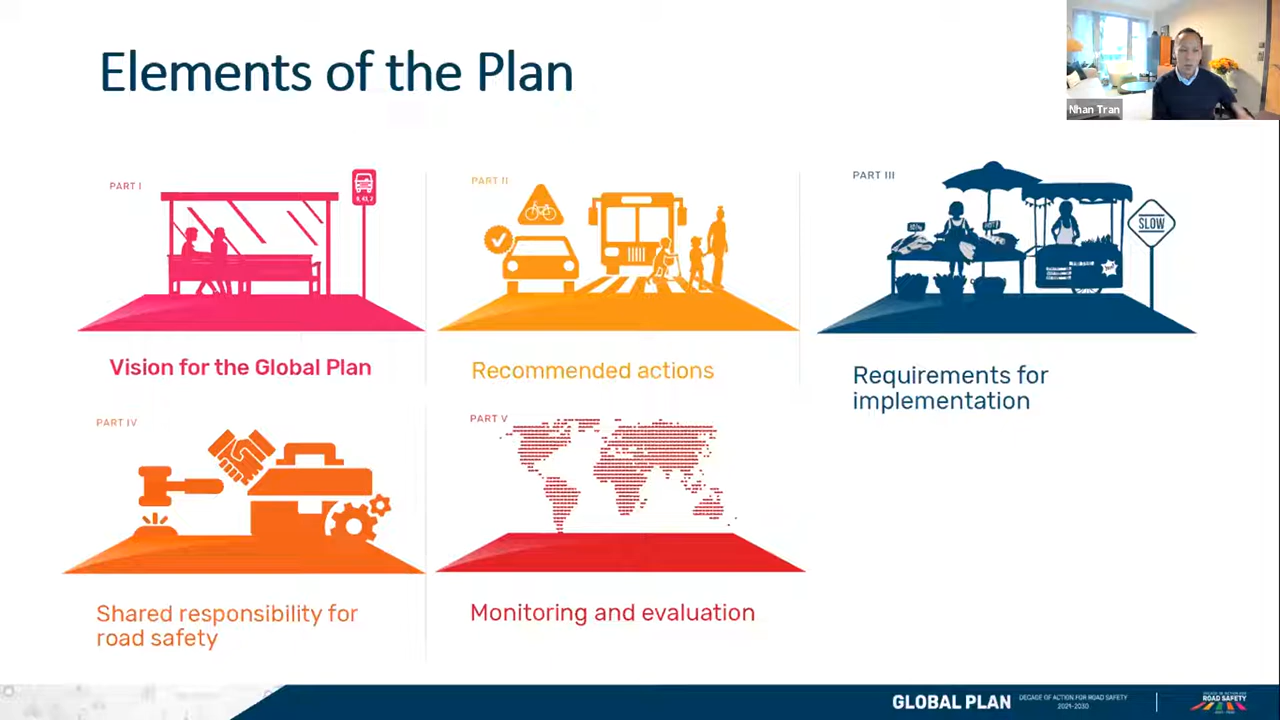 Elements of the Plan
Nhan Tran
PART I
Vision for the Global Plan
PART II
Recommended actions
PART III
SLOW
Requirements for
implementation
PART IV
Shared responsibility for
road safety
PART V
Monitoring and evaluation
GLOBAL PLAN
DECADE OF ACTION FOR ROAD SAFETY
2021-2030
ROAD SAFETY